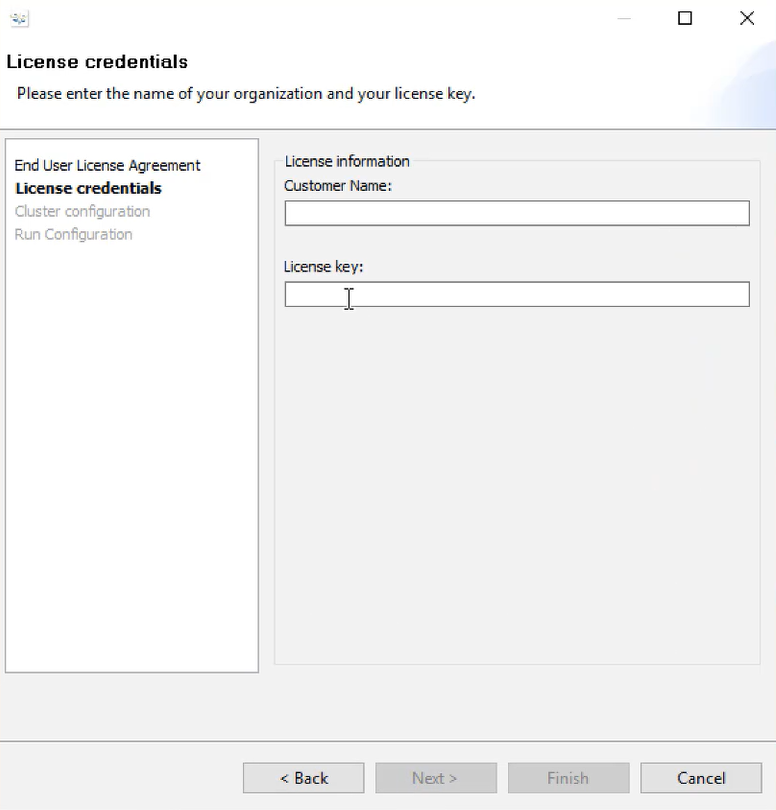 License credentials
Please enter the name of your organization and your license key.
End User License Agreement
License credentials
Cluster configuration
Run Configuration
License information
Customer Name:
License key:
< Back
Next >
Finish
Cancel